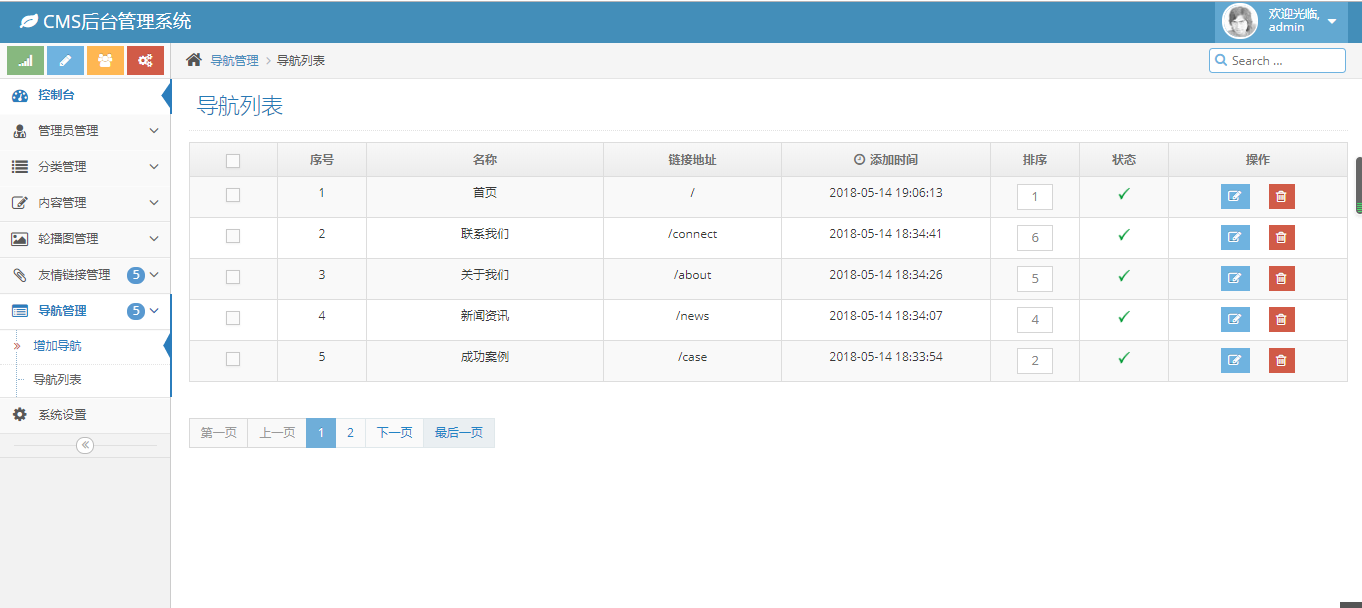 CMS后台管理系统
欢迎光临,
admin
导航管理 > 导航列表
Search ...
控制台
管理员管理
分类管理
内容管理
轮播图管理
友情链接管理 5
导航管理 5
增加导航
导航列表
系统设置
导航列表
序号 名称 链接地址 添加时间 排序 状态 操作
1 首页 / 2018-05-14 19:06:13 1
2 联系我们 /connect 2018-05-14 18:34:41 6
3 关于我们 /about 2018-05-14 18:34:26 5
4 新闻资讯 /news 2018-05-14 18:34:07 4
5 成功案例 /case 2018-05-14 18:33:54 2
第一页 上一页 1 2 下一页 最后一页